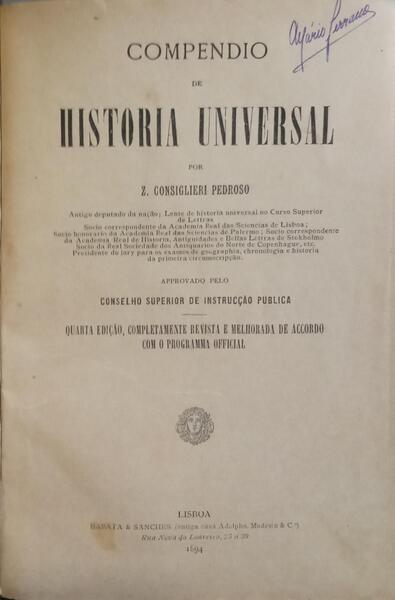 Mário
COMPENDIO
DE
HISTORIA UNIVERSAL
POR
Z. CONSIGLIERI PEDROSO
Antigo deputado da nação; Lente de historia universal no Curso Superior
de Lettras
Socio correspondente da Academia Real das Sciencias de Lisboa;
Socio honorario da Academia Real das Sciencias de Palermo; Socio correspondente
da Academia Real de Historia, Antiguidades e Bellas Letras de Stokholmo
Socio da Real Sociedade dos Antiquarios do Norte de Copenhague, etc.
Presidente do jury para os exames de geographia, chronologia e historia
da primeira circumscripção.
APPROVADO PELO
CONSELHO SUPERIOR DE INSTRUCÇÃO PUBLICA
QUARTA EDIÇÃO, COMPLETAMENTE REVISTA E MELHORADA DE ACCORDO
COM O PROGRAMMA OFFICIAL
LISBOA
BARATA & SANCHES (antiga casa Adolpho, Modesto & C.ª)
Rua Nova do Loureiro, 25 a 39
1894